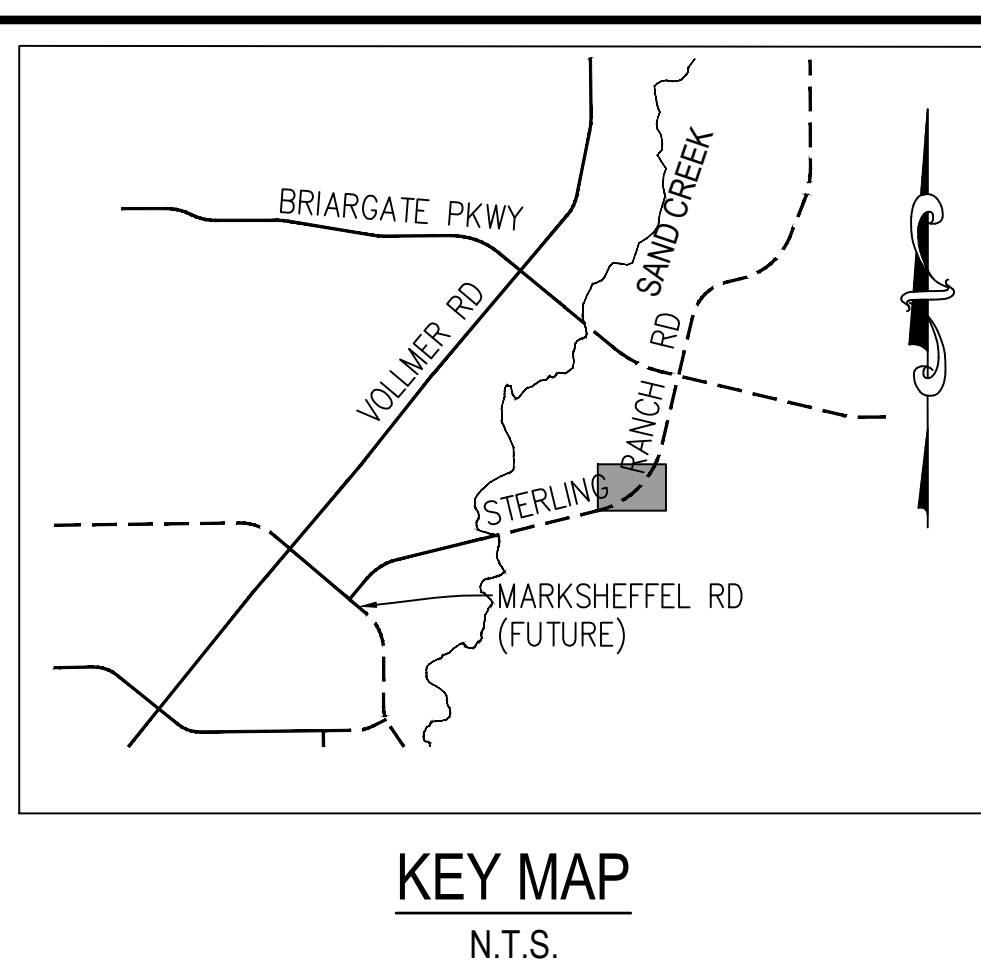 BRIARGATE PKWY
SAND CREEK
VOLLMER RD
STERLING RANCH RD
MARKSHEFFEL RD
(FUTURE)
KEY MAP
N.T.S.